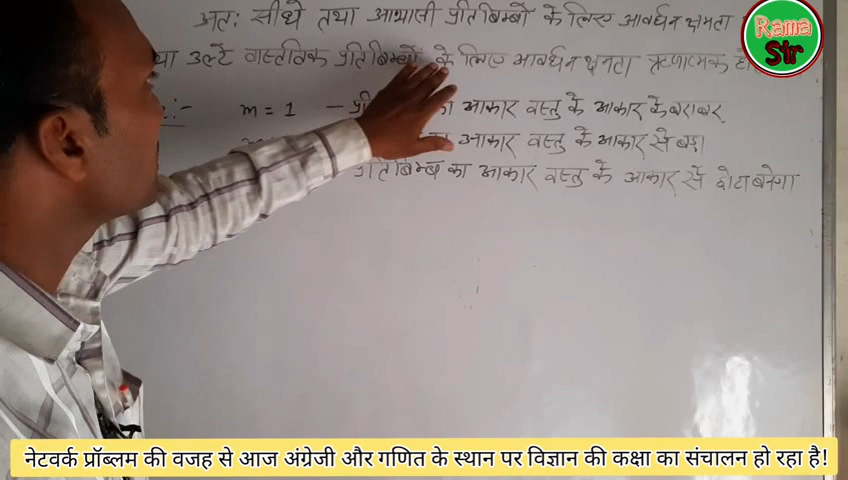 अतः सीधे तथा आभासी प्रतिबिम्बों के लिए आवर्धन क्षमता
उल्टे वास्तविक प्रतिबिम्बों के लिए आवर्धन क्षमता ऋणात्मक
m = 1 – का आकार वस्तु के आकार के बराबर
का आकार वस्तु के आकार से बड़ा
प्रतिबिम्ब का आकार वस्तु के आकार से छोटा बनेगा
Rama
Sir
नेटवर्क प्रॉब्लम की वजह से आज अंग्रेजी और गणित के स्थान पर विज्ञान की कक्षा का संचालन हो रहा है!